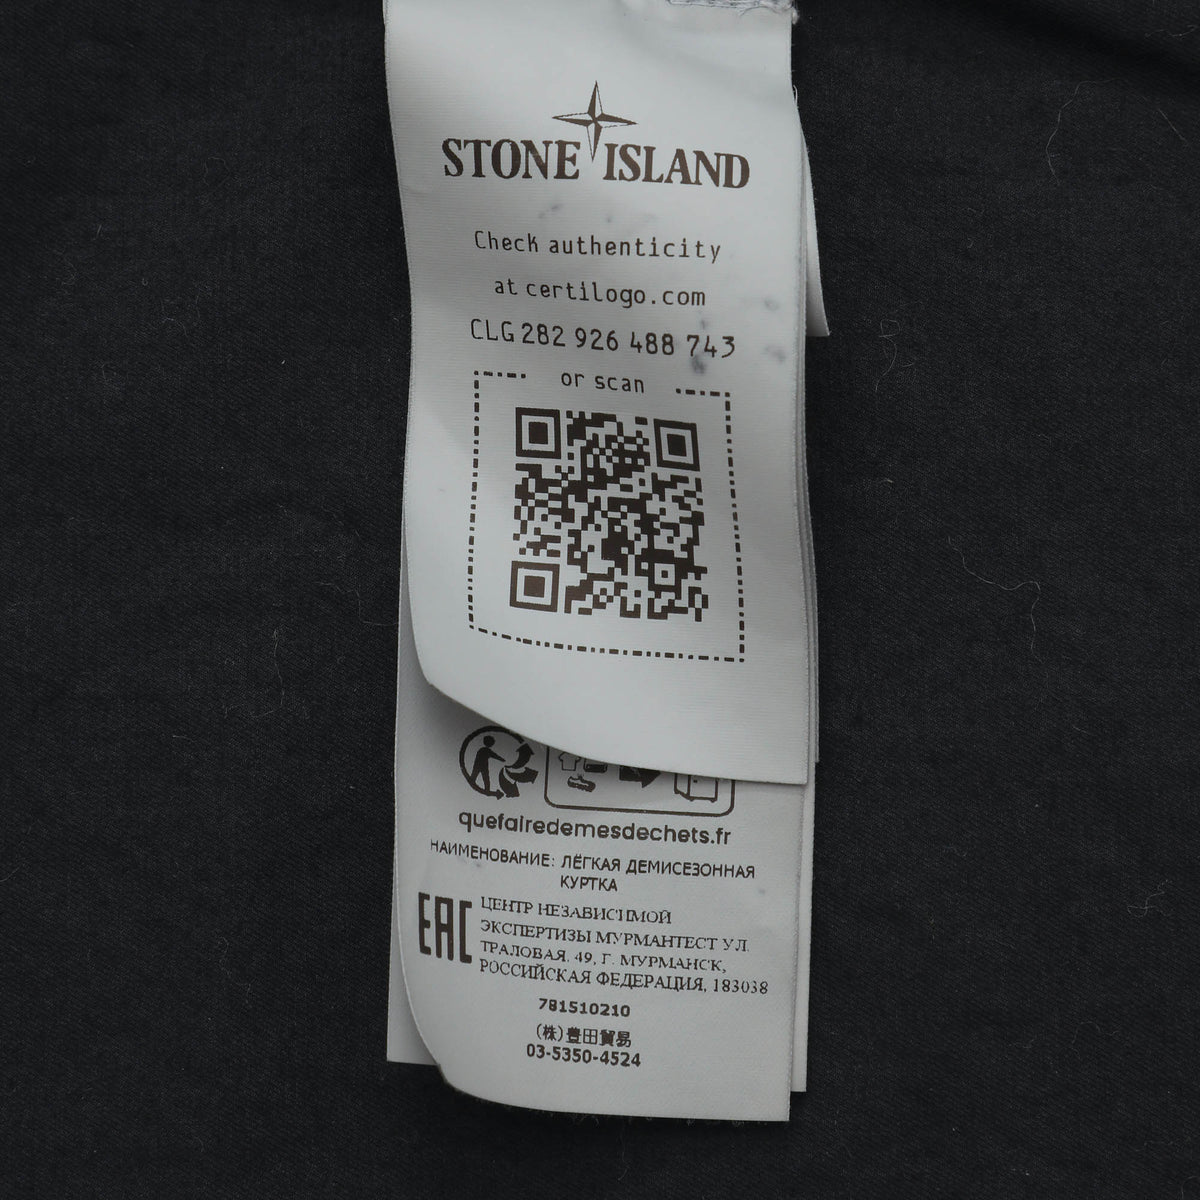 STONE ISLAND
Check authenticity
at certilogo.com
CLG 282 926 488 743
or scan
quefairedemesdechets.fr
НАИМЕНОВАНИЕ: ЛЁГКАЯ ДЕМИСЕЗОННАЯ
КУРТКА
EAC
ЦЕНТР НЕЗАВИСИМОЙ
ЭКСПЕРТИЗЫ МУРМАНТЕСТ УЛ.
ТРАЛОВАЯ. 49, Г. МУРМАНСК,
РОССИЙСКАЯ ФЕДЕРАЦИЯ, 183038
781510210
(株)豊田貿易
03-5350-4524